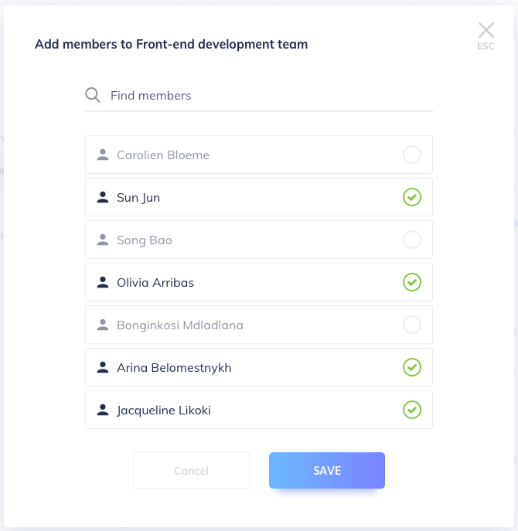 Add members to Front-end development team
ESC
Find members
Carolien Bloeme
Sun Jun
Song Bao
Olivia Arribas
Bonginkosi Mdladlana
Arina Belomestnykh
Jacqueline Likoki
Cancel
SAVE